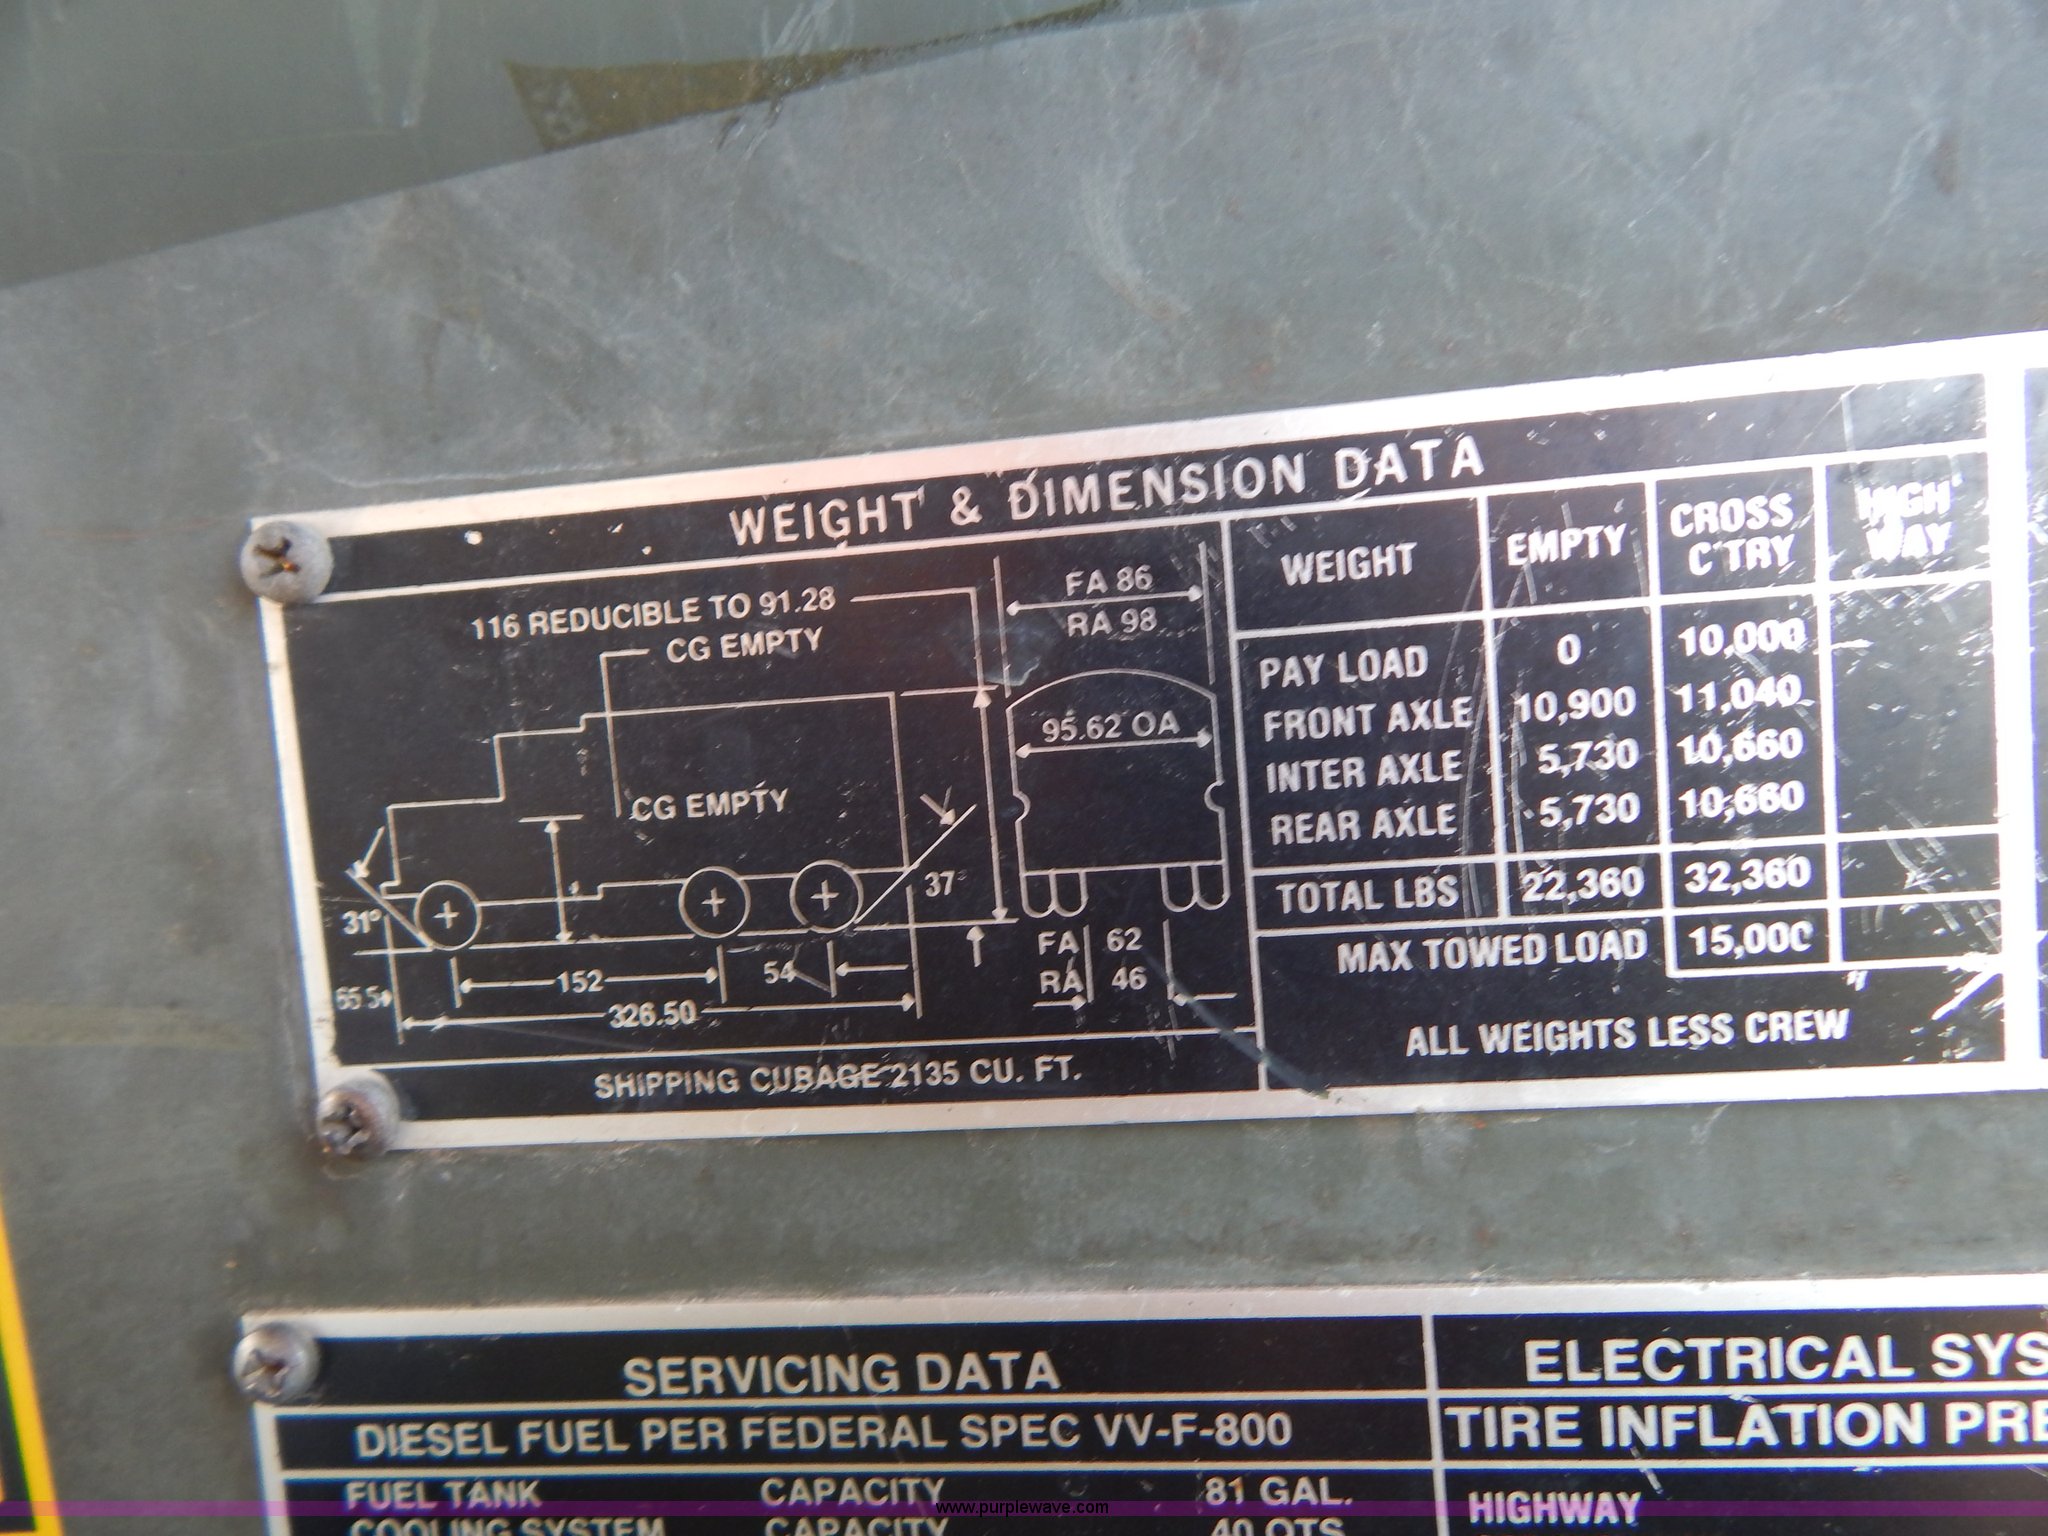 WEIGHT & DIMENSION DATA
116 REDUCIBLE TO 91.28
CG EMPTY
CG EMPTY
31°
37°
65.5
152
54
326.50
SHIPPING CUBAGE 2135 CU. FT.
FA 86
RA 98
95.62 OA
FA 62
RA 46
WEIGHT EMPTY CROSS C'TRY HIGH WAY
PAY LOAD 0 10,000
FRONT AXLE 10,900 11,040
INTER AXLE 5,730 10,660
REAR AXLE 5,730 10,660
TOTAL LBS 22,360 32,360
MAX TOWED LOAD 15,000
ALL WEIGHTS LESS CREW
SERVICING DATA
DIESEL FUEL PER FEDERAL SPEC VV-F-800
FUEL TANK CAPACITY 81 GAL.
COOLING SYSTEM CAPACITY 40 QTS
ELECTRICAL SYS
TIRE INFLATION PRE
HIGHWAY
www.purplewave.com